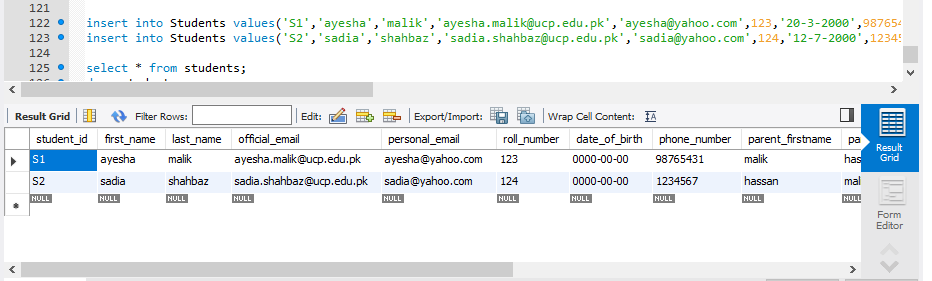 121
122 insert into Students values('S1','ayesha','malik','ayesha.malik@ucp.edu.pk','ayesha@yahoo.com',123,'20-3-2000',987654
123 insert into Students values('S2','sadia','shahbaz','sadia.shahbaz@ucp.edu.pk','sadia@yahoo.com',124,'12-7-2000',12345
124
125 select * from students;
Result Grid Filter Rows: Edit: Export/Import: Wrap Cell Content:
student_id first_name last_name official_email personal_email roll_number date_of_birth phone_number parent_firstname pa
S1 ayesha malik ayesha.malik@ucp.edu.pk ayesha@yahoo.com 123 0000-00-00 98765431 malik has
S2 sadia shahbaz sadia.shahbaz@ucp.edu.pk sadia@yahoo.com 124 0000-00-00 1234567 hassan mal
NULL NULL NULL NULL NULL NULL NULL NULL NULL NULL
Result
Grid
Form
Editor